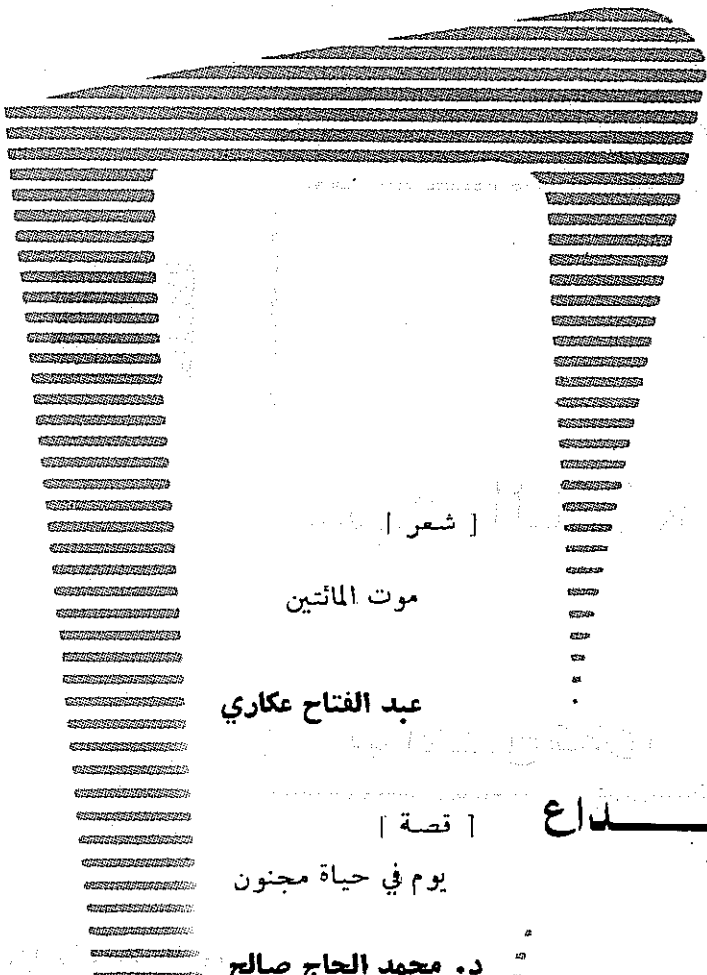 [ شعر ]
موت المائتين
عبد الفتاح عكاري
ـداع
[ قصة ]
يوم في حياة مجنون
د. محمد الحاج صالح